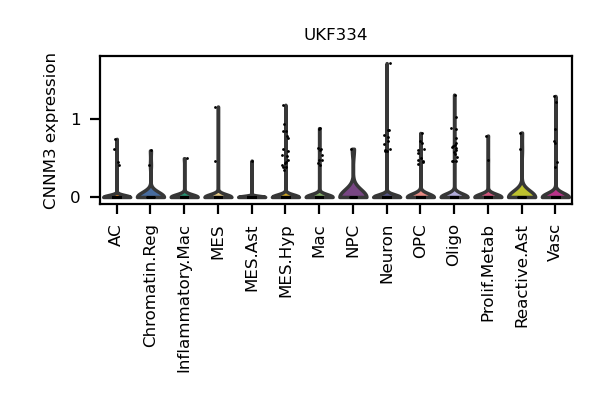 UKF334
CNNM3 expression
1
0
AC
Chromatin.Reg
Inflammatory.Mac
MES
MES.Ast
MES.Hyp
Mac
NPC
Neuron
OPC
Oligo
Prolif.Metab
Reactive.Ast
Vasc